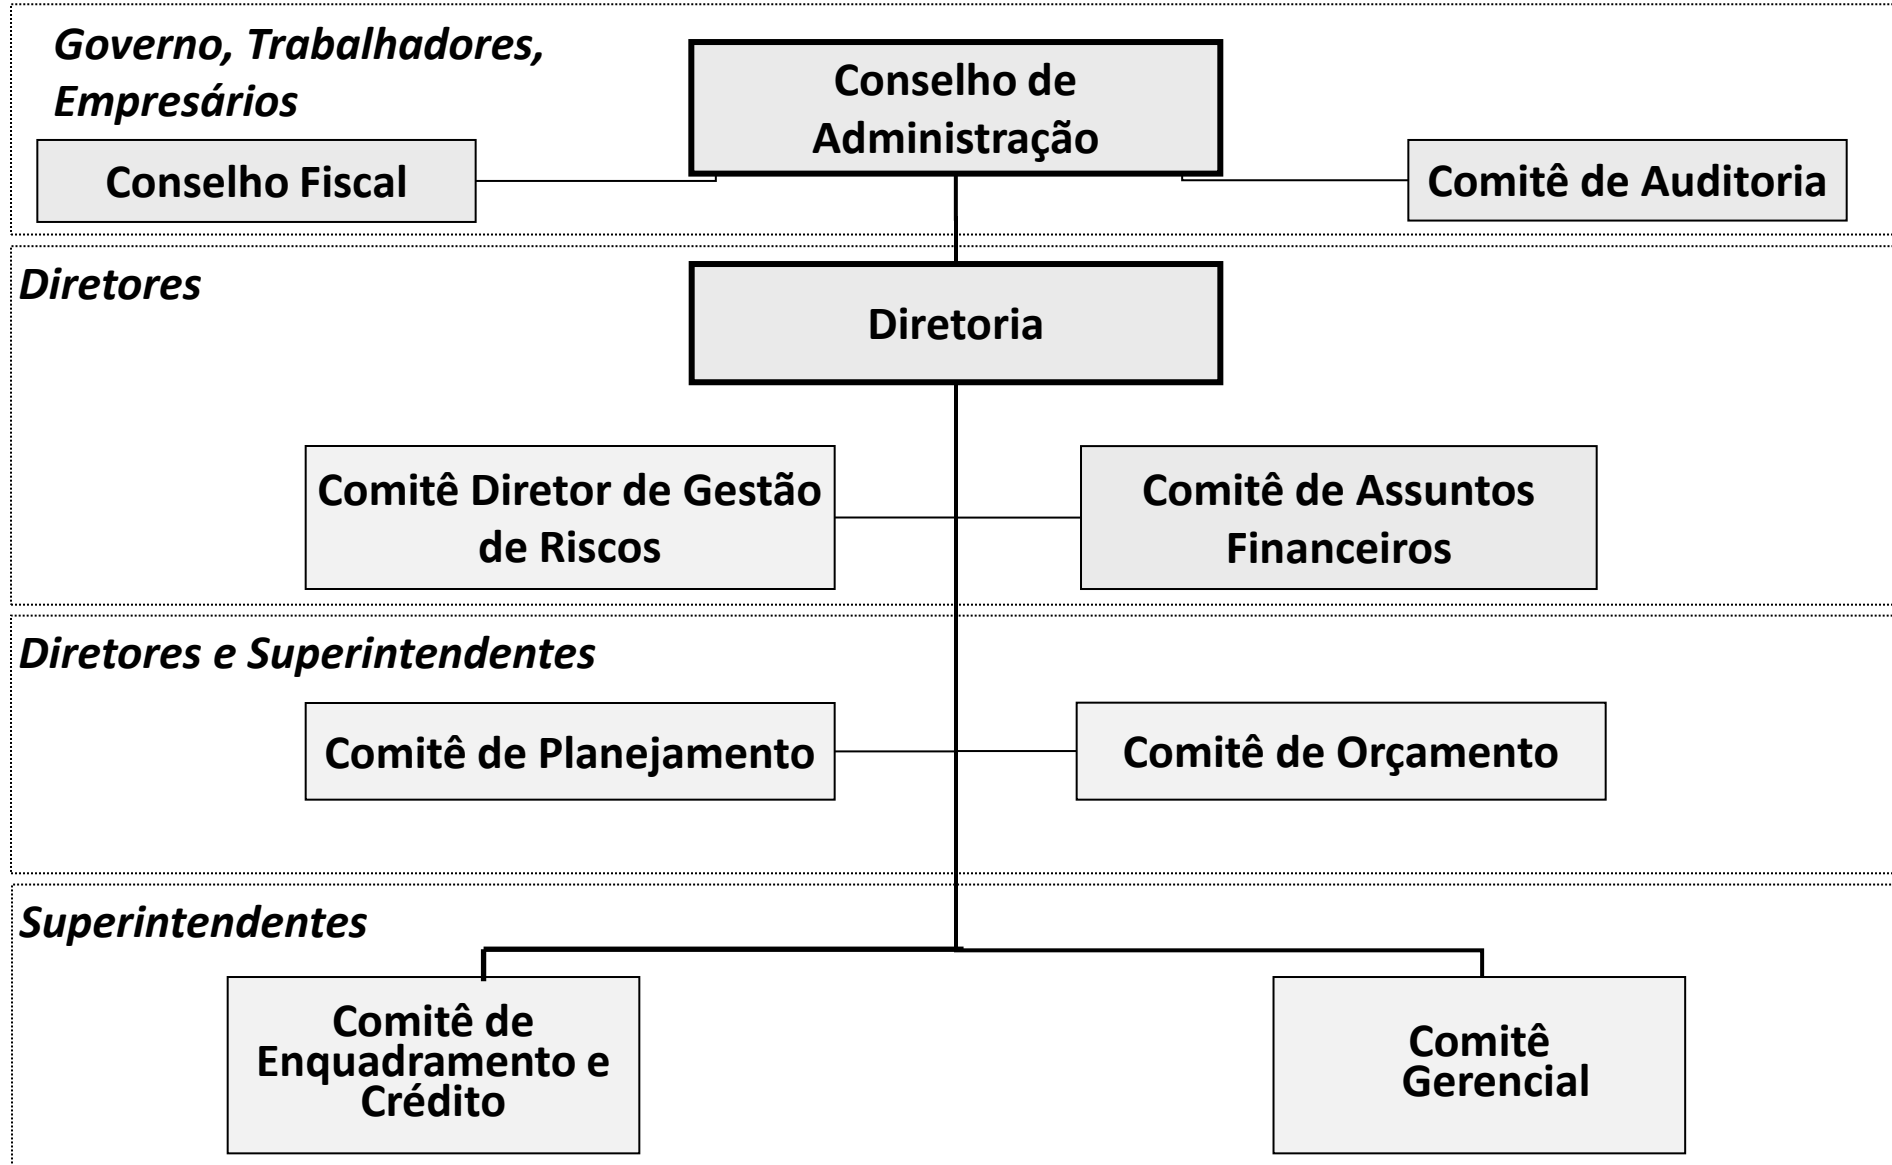 Governo, Trabalhadores,
Empresários
Conselho de
Administração
Conselho Fiscal
Comitê de Auditoria
Diretores
Diretoria
Comitê Diretor de Gestão
de Riscos
Comitê de Assuntos
Financeiros
Diretores e Superintendentes
Comitê de Planejamento
Comitê de Orçamento
Superintendentes
Comitê de
Enquadramento e
Crédito
Comitê
Gerencial